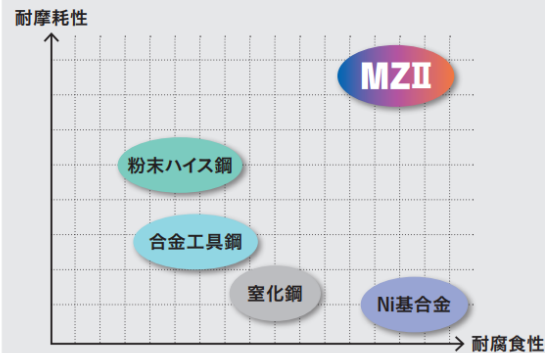 耐摩耗性
MZⅡ
粉末ハイス鋼
合金工具鋼
窒化鋼
Ni基合金
耐腐食性